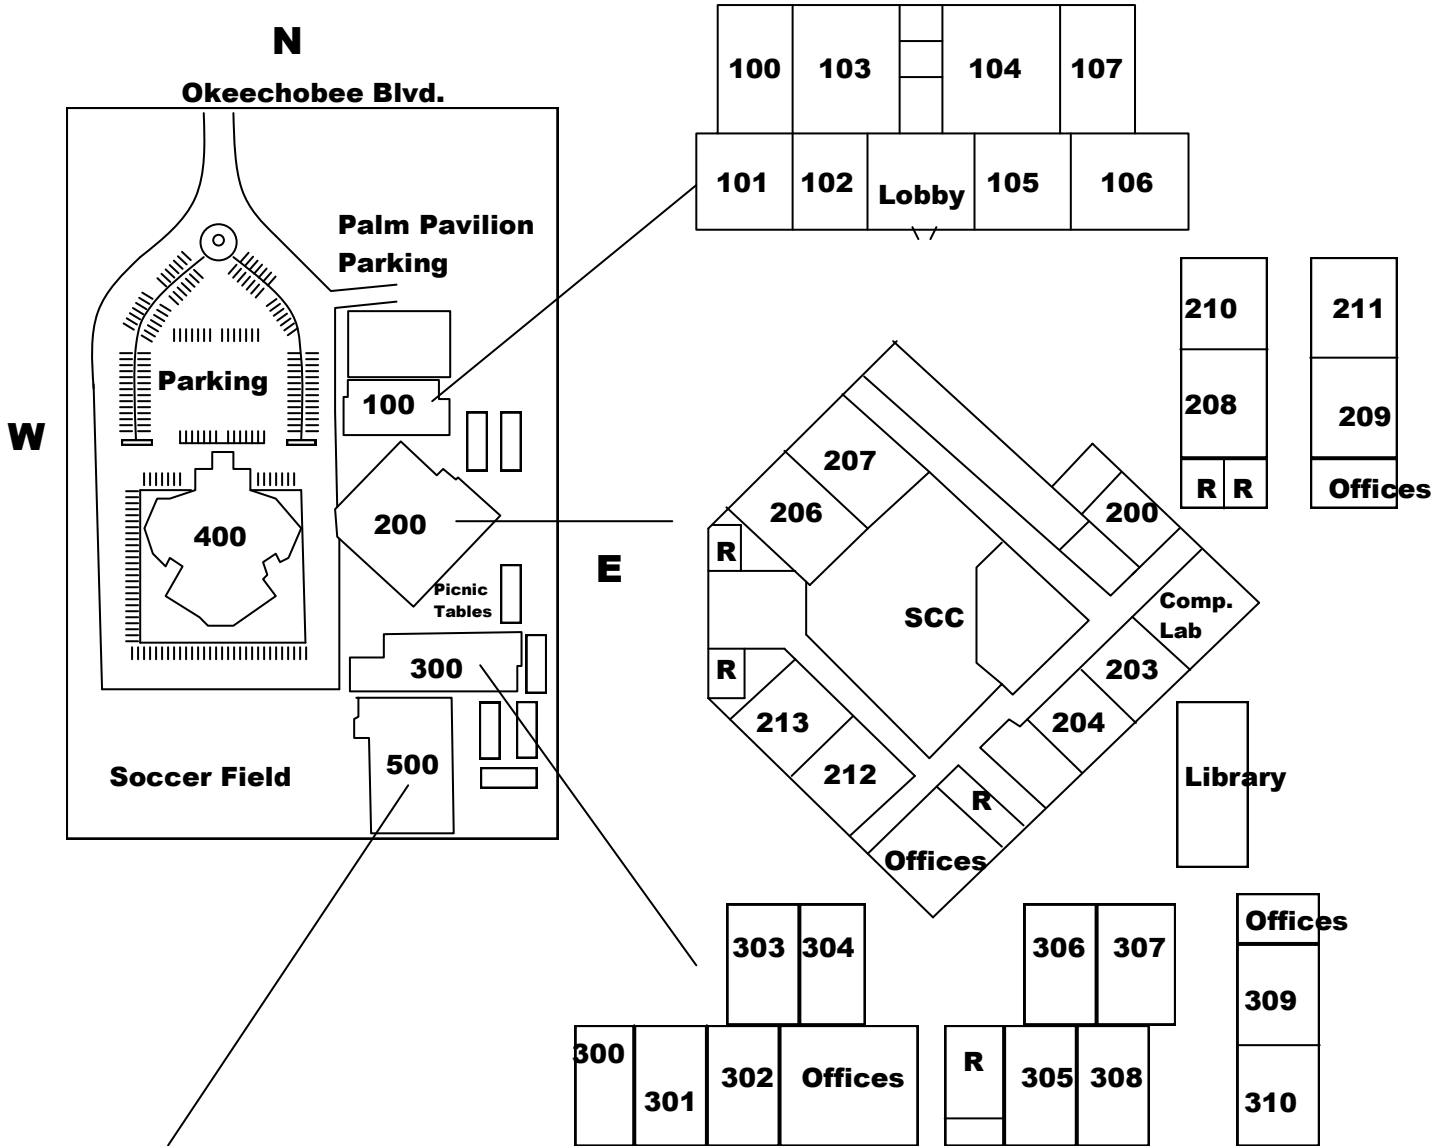 N
Okeechobee Blvd.
Palm Pavilion
Parking
Parking
100
W
400
200
E
Picnic
Tables
300
Soccer Field
500
100
103
104
107
101
102
Lobby
105
106
210
211
208
209
R
R
Offices
207
206
200
R
SCC
Comp.
Lab
R
203
213
204
212
Library
R
Offices
303
304
306
307
Offices
309
300
R
301
302
Offices
305
308
310